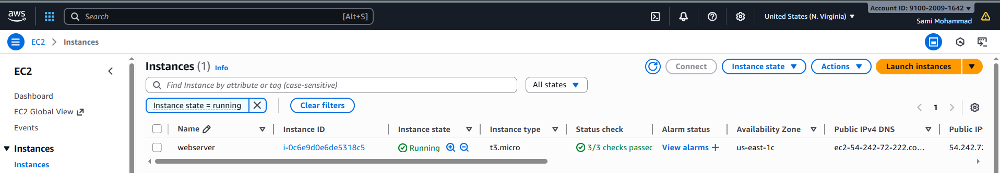 aws
Search [Alt+S]
United States (N. Virginia)
Account ID: 9100-2009-1642
Sami Mohammad
EC2 Instances
EC2
Dashboard
EC2 Global View
Events
Instances
Instances
Instances (1) Info
Connect Instance state Actions Launch instances
Find Instance by attribute or tag (case-sensitive) All states
Instance state = running Clear filters
1
Name Instance ID Instance state Instance type Status check Alarm status Availability Zone Public IPv4 DNS Public IP
webserver i-0c6e9d0e6de5318c5 Running t3.micro 3/3 checks passec View alarms + us-east-1c ec2-54-242-72-222.co... 54.242.72